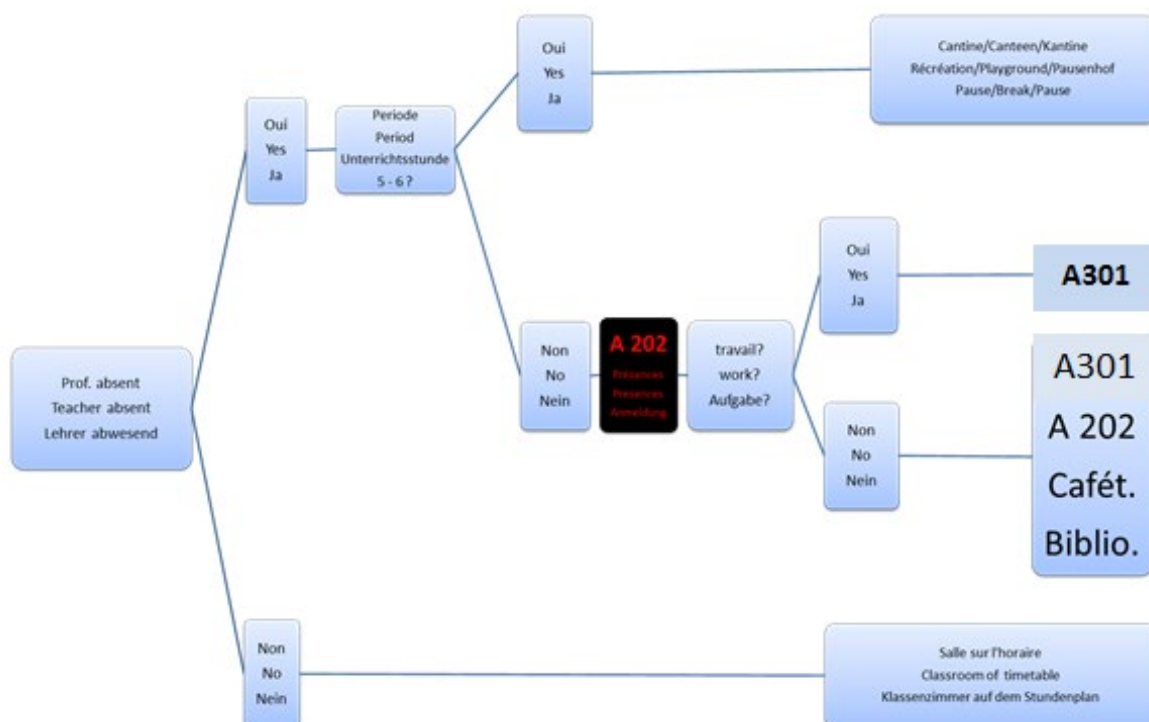 Oui
Yes
Ja
Cantine/Canteen/Kantine
Récréation/Playground/Pausenhof
Pause/Break/Pause
Oui
Yes
Ja
Periode
Period
Unterrichtsstunde
5 - 6 ?
Oui
Yes
Ja
A301
Prof. absent
Teacher absent
Lehrer abwesend
Non
No
Nein
A 202
Présences
Presences
Anmeldung
travail?
work?
Aufgabe?
Non
No
Nein
A301
A 202
Cafét.
Biblio.
Non
No
Nein
Salle sur l'horaire
Classroom of timetable
Klassenzimmer auf dem Stundenplan